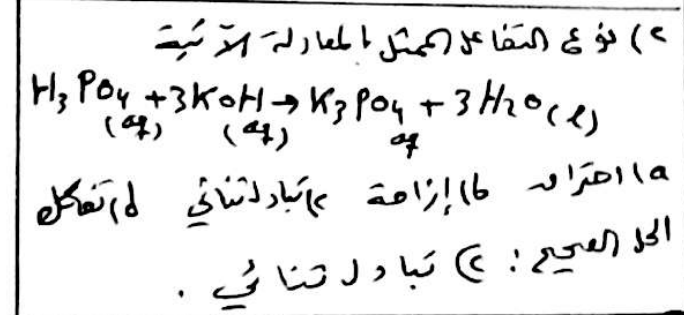 ٢) نوع التفاعل الممثل بالمعادلة الآتية
H₃PO₄(aq) + 3KOH(aq) → K₃PO₄ aq + 3H₂O(l)
a) احتراق b) إزاحة c) تبادل ثنائي d) تفكك
الحل الصحيح: c) تبادل ثنائي .